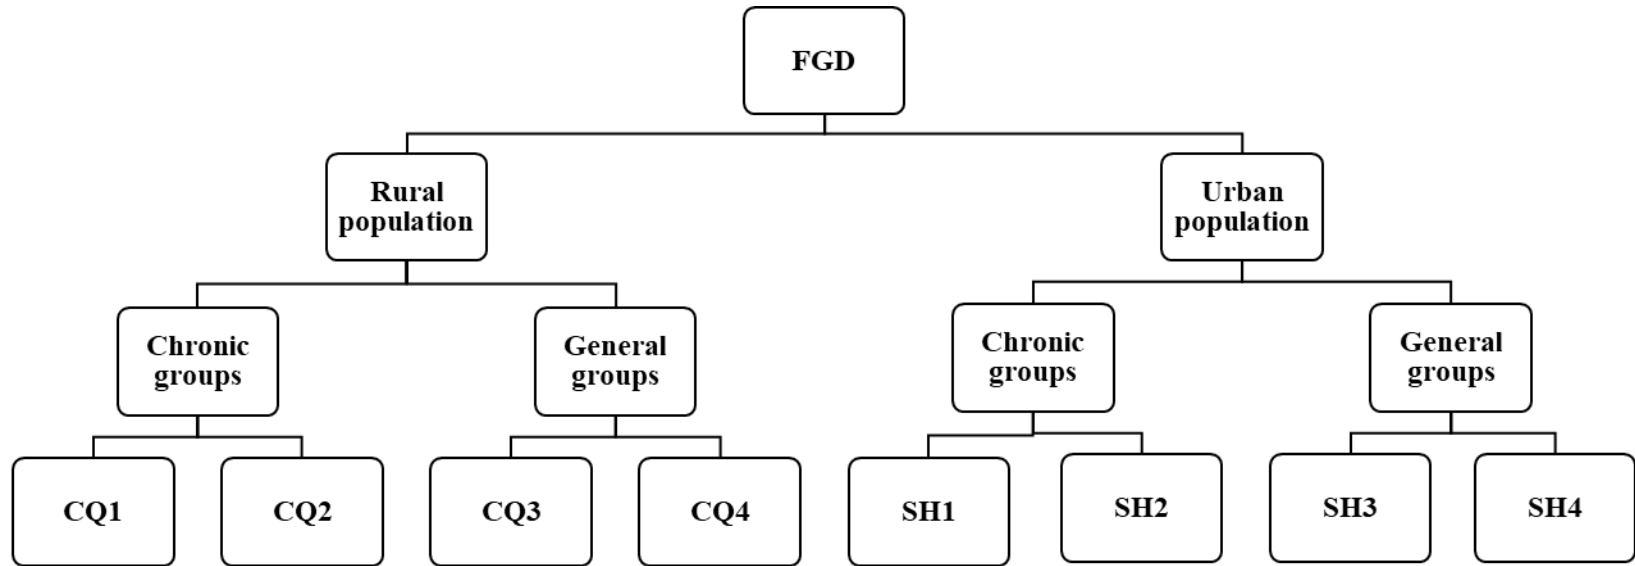 FGD
Rural
population
Urban
population
Chronic
groups
General
groups
Chronic
groups
General
groups
CQ1
CQ2
CQ3
CQ4
SH1
SH2
SH3
SH4